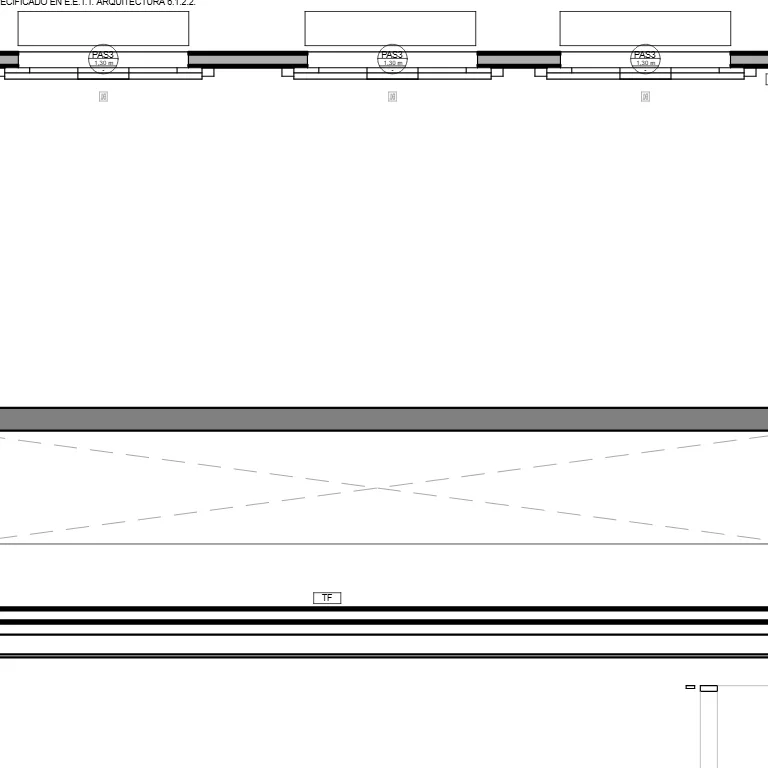 ECIFICADO EN E.E.T.T. ARQUITECTURA 6.1.2.2.
PAS3 PAS3 PAS3
1,30 m 1,30 m 1,30 m
TF